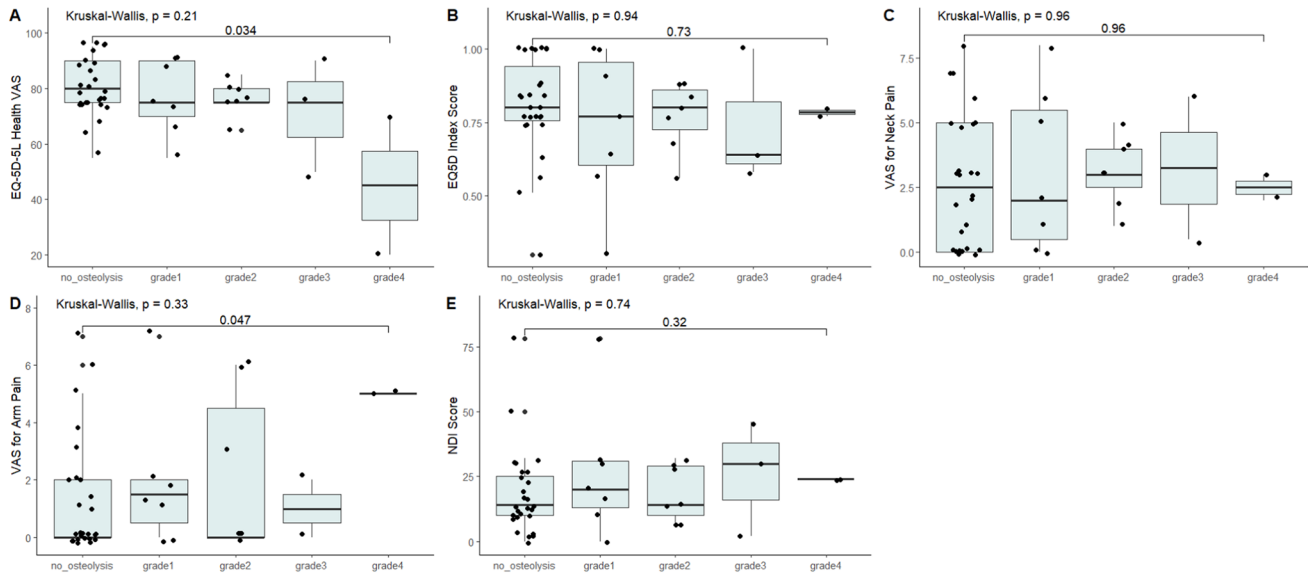 A
Kruskal-Wallis, p = 0.21
0.034
EQ-5D-5L Health VAS
100
80
60
40
20
no_osteolysis grade1 grade2 grade3 grade4
B
Kruskal-Wallis, p = 0.94
0.73
EQ5D Index Score
1.00
0.75
0.50
no_osteolysis grade1 grade2 grade3 grade4
C
Kruskal-Wallis, p = 0.96
0.96
VAS for Neck Pain
7.5
5.0
2.5
0.0
no_osteolysis grade1 grade2 grade3 grade4
D
Kruskal-Wallis, p = 0.33
0.047
VAS for Arm Pain
8
6
4
2
0
no_osteolysis grade1 grade2 grade3 grade4
E
Kruskal-Wallis, p = 0.74
0.32
NDI Score
75
50
25
0
no_osteolysis grade1 grade2 grade3 grade4